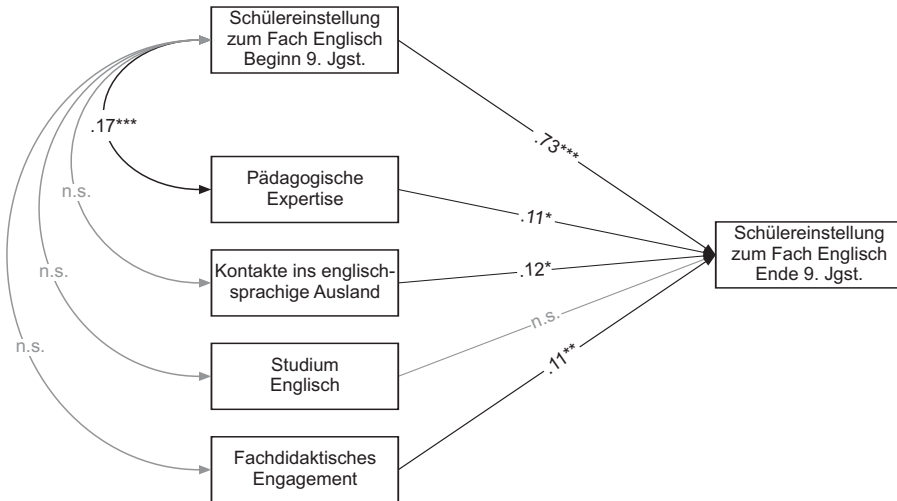 Schülereinstellung
zum Fach Englisch
Beginn 9. Jgst.
.17***
.73***
Pädagogische
Expertise
n.s.
.11*
Schülereinstellung
zum Fach Englisch
Ende 9. Jgst.
Kontakte ins englisch-
sprachige Ausland
.12*
n.s.
n.s.
Studium
Englisch
n.s.
.11**
Fachdidaktisches
Engagement